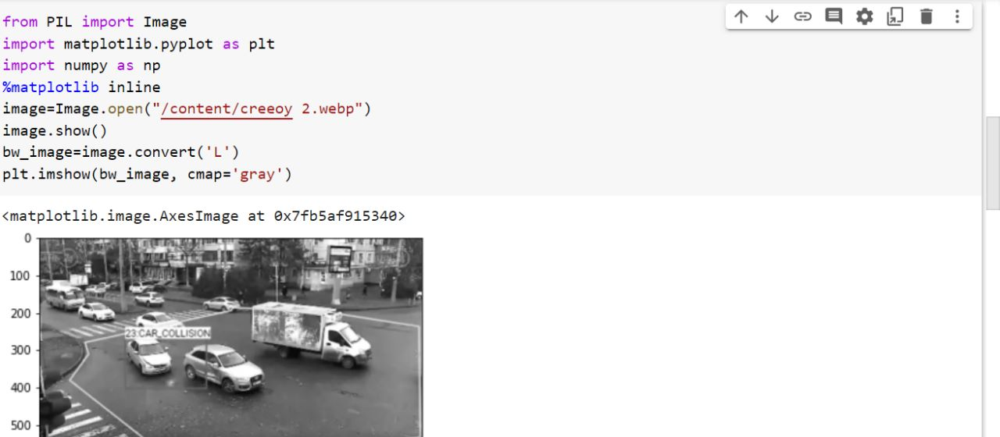 from PIL import Image
import matplotlib.pyplot as plt
import numpy as np
%matplotlib inline
image=Image.open("/content/creeoy 2.webp")
image.show()
bw_image=image.convert('L')
plt.imshow(bw_image, cmap='gray')
<matplotlib.image.AxesImage at 0x7fb5af915340>
0
100
200
23:CAR_COLLISION
300
400
500